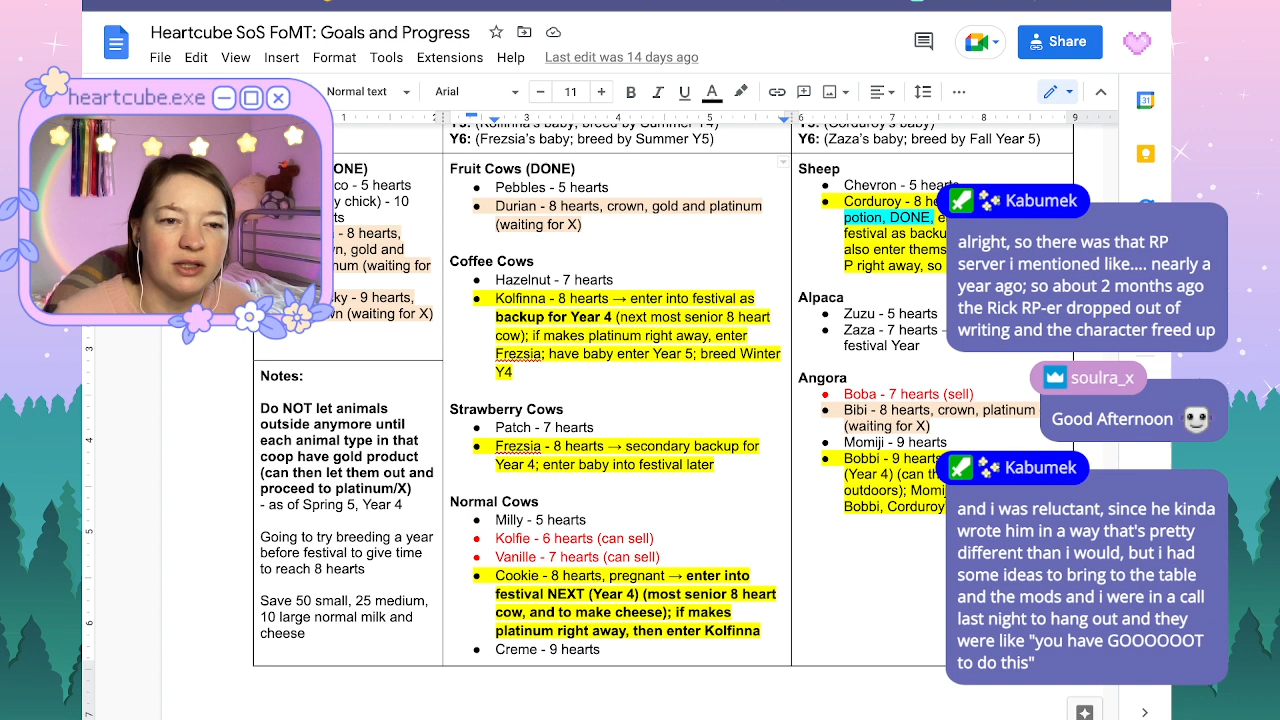 Heartcube SoS FoMT: Goals and Progress
File Edit View Insert Format Tools Extensions Help Last edit was 14 days ago
Share
heartcube.exe
Normal text Arial 11 B I U A
1 2 3 4 5 6 7 8 9
Y6: (Frezsia's baby; breed by Summer Y5)
Y6: (Zaza's baby; breed by Fall Year 5)
DONE)
co - 5 hearts
y chick) - 10
rts
8 hearts,
n, gold and
num (waiting for
ky - 9 hearts,
n (waiting for X)
Notes:
Do NOT let animals
outside anymore until
each animal type in that
coop have gold product
(can then let them out and
proceed to platinum/X)
- as of Spring 5, Year 4
Going to try breeding a year
before festival to give time
to reach 8 hearts
Save 50 small, 25 medium,
10 large normal milk and
cheese
Fruit Cows (DONE)
● Pebbles - 5 hearts
● Durian - 8 hearts, crown, gold and platinum
(waiting for X)
Coffee Cows
● Hazelnut - 7 hearts
● Kolfinna - 8 hearts → enter into festival as
backup for Year 4 (next most senior 8 heart
cow); if makes platinum right away, enter
Frezsia; have baby enter Year 5; breed Winter
Y4
Strawberry Cows
● Patch - 7 hearts
● Frezsia - 8 hearts → secondary backup for
Year 4; enter baby into festival later
Normal Cows
● Milly - 5 hearts
● Kolfie - 6 hearts (can sell)
● Vanille - 7 hearts (can sell)
● Cookie - 8 hearts, pregnant → enter into
festival NEXT (Year 4) (most senior 8 heart
cow, and to make cheese); if makes
platinum right away, then enter Kolfinna
● Creme - 9 hearts
Sheep
● Chevron - 5 hearts
● Corduroy - 8 he
potion, DONE, e
festival as backu
also enter thems
P right away, so
Alpaca
● Zuzu - 5 hearts
● Zaza - 7 hearts
festival Year
Angora
● Boba - 7 hearts (sell)
● Bibi - 8 hearts, crown, platinum
(waiting for X)
● Momiji - 9 hearts
● Bobbi - 9 hearts
(Year 4) (can th
outdoors); Momij
Bobbi, Corduroy
Kabumek
alright, so there was that RP
server i mentioned like.... nearly a
year ago; so about 2 months ago
the Rick RP-er dropped out of
writing and the character freed up
soulra_x
Good Afternoon
Kabumek
and i was reluctant, since he kinda
wrote him in a way that's pretty
different than i would, but i had
some ideas to bring to the table
and the mods and i were in a call
last night to hang out and they
were like "you have GOOOOOOT
to do this"